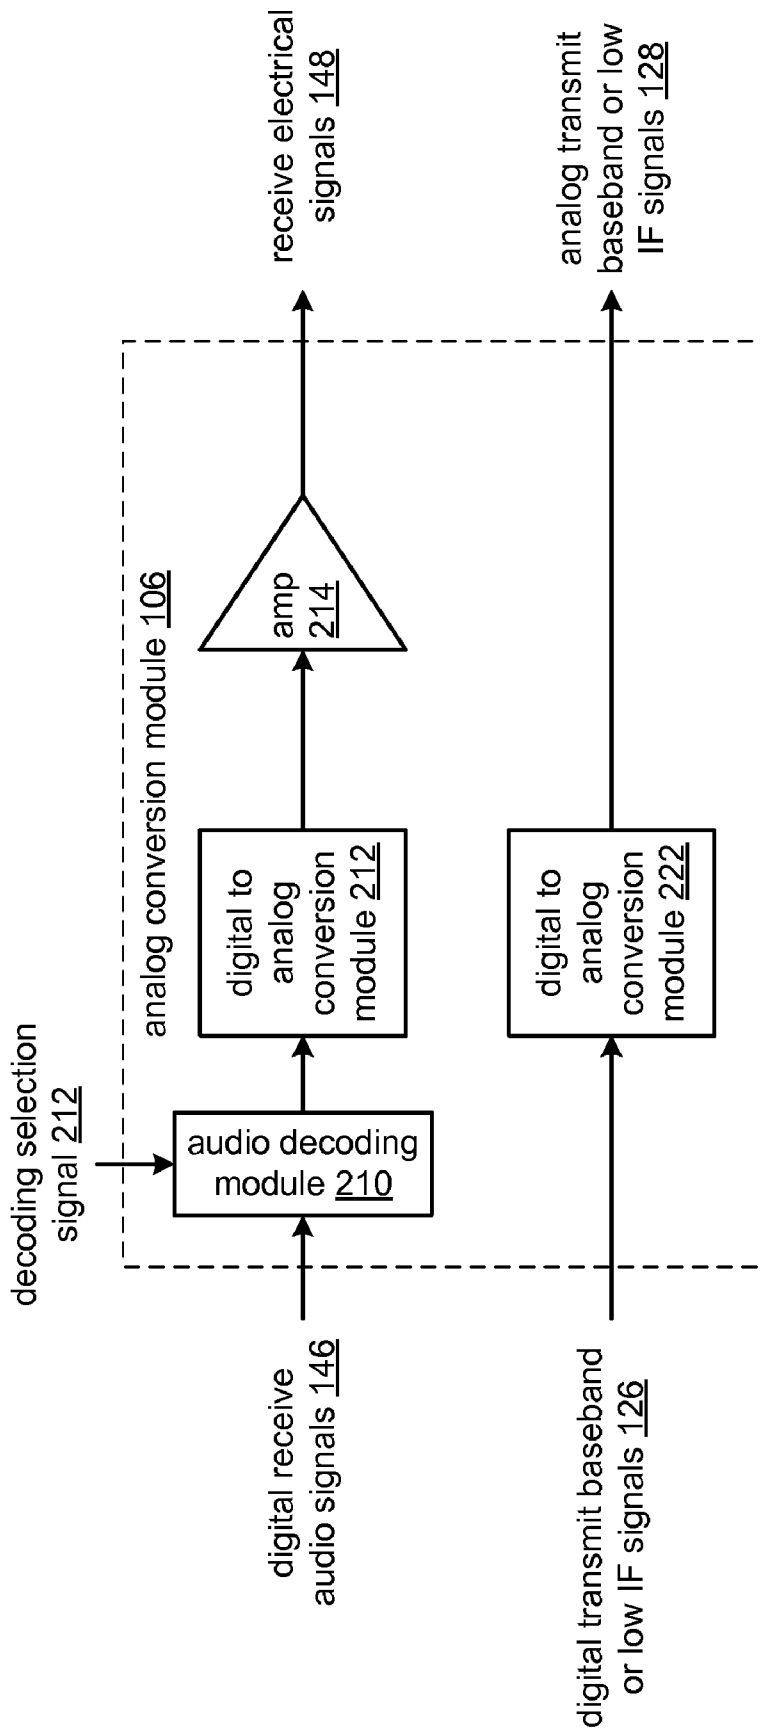 decoding selection
signal 212
analog conversion module 106
digital receive
audio signals 146
audio decoding
module 210
digital to
analog
conversion
module 212
amp
214
receive electrical
signals 148
digital transmit baseband
or low IF signals 126
digital to
analog
conversion
module 222
analog transmit
baseband or low
IF signals 128